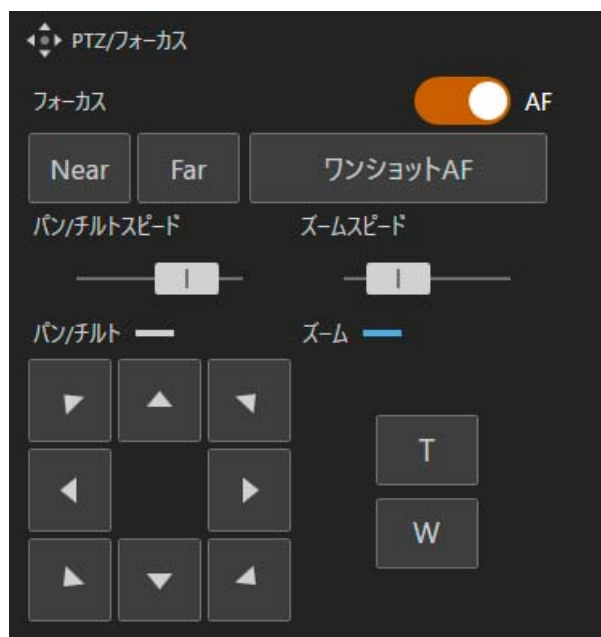 PTZ/フォーカス
フォーカス AF
Near Far ワンショットAF
パン/チルトスピード ズームスピード
パン/チルト ズーム
T
W